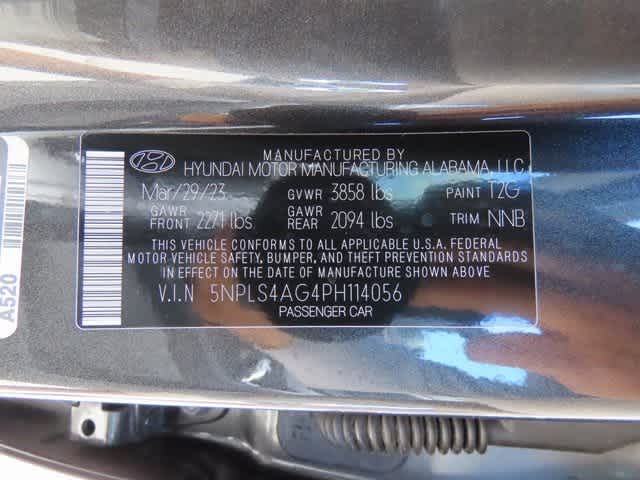 MANUFACTURED BY
HYUNDAI MOTOR MANUFACTURING ALABAMA, LLC
Mar/29/23 GVWR 3858 lbs PAINT T2G
GAWR FRONT 2271 lbs GAWR REAR 2094 lbs TRIM NNB
THIS VEHICLE CONFORMS TO ALL APPLICABLE U.S.A. FEDERAL
MOTOR VEHICLE SAFETY, BUMPER, AND THEFT PREVENTION STANDARDS
IN EFFECT ON THE DATE OF MANUFACTURE SHOWN ABOVE.
V.I.N 5NPLS4AG4PH114056
PASSENGER CAR
A520